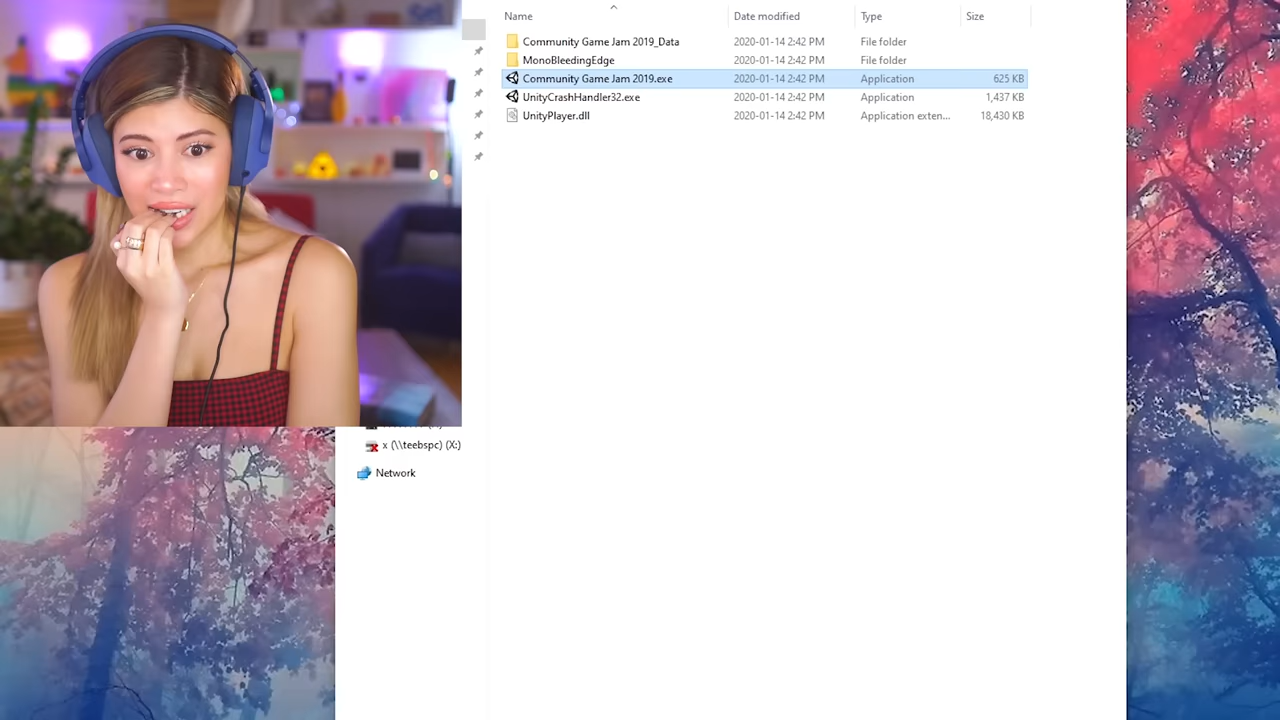 Name Date modified Type Size
Community Game Jam 2019_Data 2020-01-14 2:42 PM File folder
MonoBleedingEdge 2020-01-14 2:42 PM File folder
Community Game Jam 2019.exe 2020-01-14 2:42 PM Application 625 KB
UnityCrashHandler32.exe 2020-01-14 2:42 PM Application 1,437 KB
UnityPlayer.dll 2020-01-14 2:42 PM Application exten... 18,430 KB
x (\\teebspc) (X:)
Network